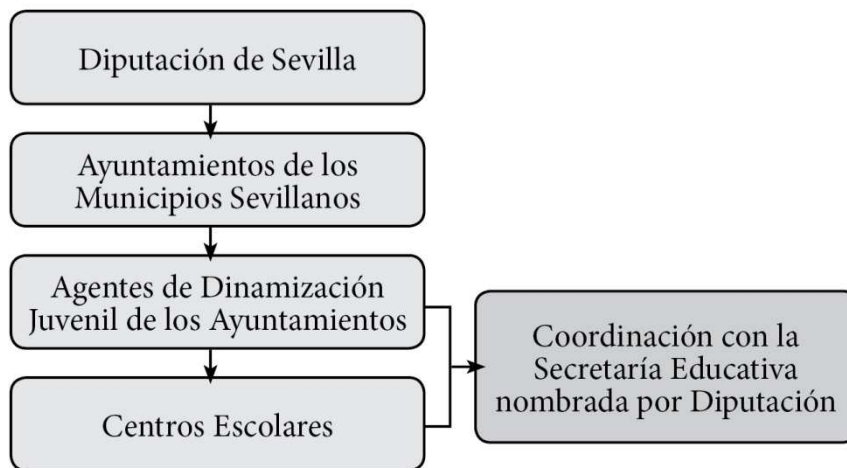 Diputación de Sevilla
Ayuntamientos de los
Municipios Sevillanos
Agentes de Dinamización
Juvenil de los Ayuntamientos
Centros Escolares
Coordinación con la
Secretaría Educativa
nombrada por Diputación